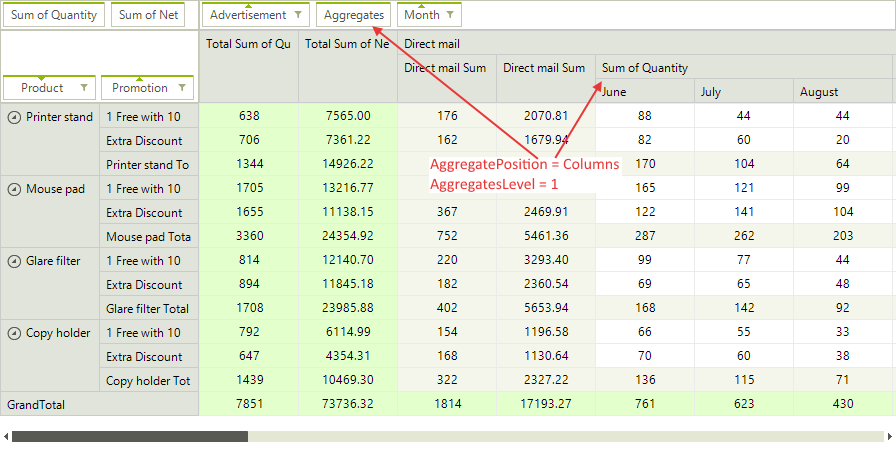 Sum of Quantity Sum of Net Advertisement Aggregates Month
Total Sum of Qu Total Sum of Ne Direct mail
Direct mail Sum Direct mail Sum Sum of Quantity
Product Promotion June July August
Printer stand 1 Free with 10 638 7565.00 176 2070.81 88 44 44
Extra Discount 706 7361.22 162 1679.94 82 60 20
Printer stand To 1344 14926.22 170 104 64
AggregatePosition = Columns
AggregatesLevel = 1
Mouse pad 1 Free with 10 1705 13216.77 165 121 99
Extra Discount 1655 11138.15 367 2469.91 122 141 104
Mouse pad Tota 3360 24354.92 752 5461.36 287 262 203
Glare filter 1 Free with 10 814 12140.70 220 3293.40 99 77 44
Extra Discount 894 11845.18 182 2360.54 69 65 48
Glare filter Total 1708 23985.88 402 5653.94 168 142 92
Copy holder 1 Free with 10 792 6114.99 154 1196.58 66 55 33
Extra Discount 647 4354.31 168 1130.64 70 60 38
Copy holder Tot 1439 10469.30 322 2327.22 136 115 71
GrandTotal 7851 73736.32 1814 17193.27 761 623 430